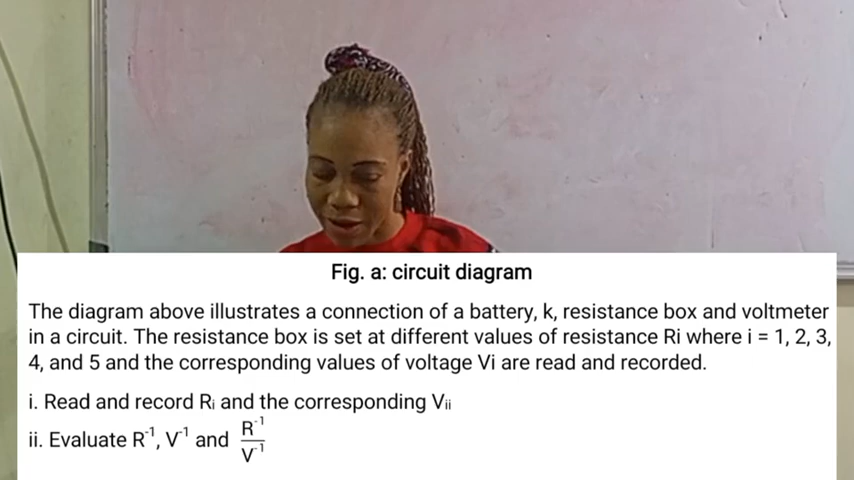 Fig. a: circuit diagram
The diagram above illustrates a connection of a battery, k, resistance box and voltmeter
in a circuit. The resistance box is set at different values of resistance Ri where i = 1, 2, 3,
4, and 5 and the corresponding values of voltage Vi are read and recorded.
i. Read and record Rᵢ and the corresponding Vᵢᵢ
ii. Evaluate R⁻¹, V⁻¹ and R⁻¹/V⁻¹